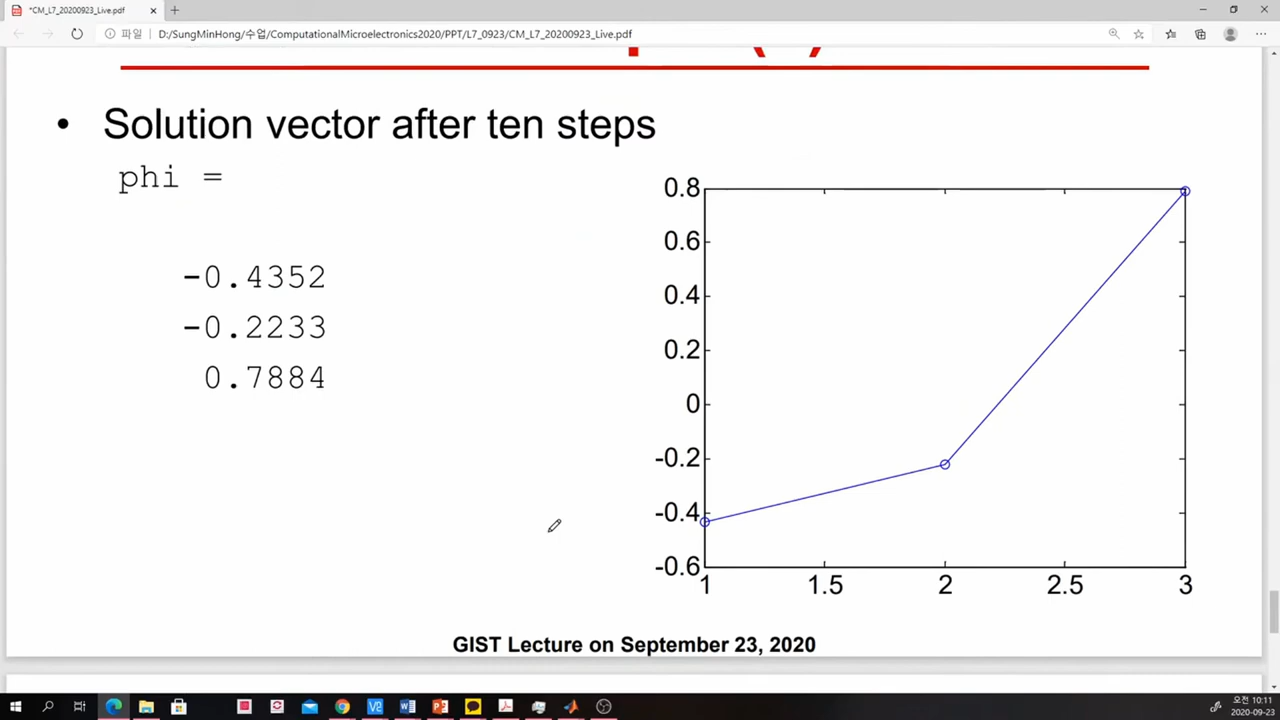 *CM_L7_20200923_Live.pdf
파일
D:/SungMinHong/수업/ComputationalMicroelectronics2020/PPT/L7_0923/CM_L7_20200923_Live.pdf
• Solution vector after ten steps
phi =
-0.4352
-0.2233
0.7884
0.8
0.6
0.4
0.2
0
-0.2
-0.4
-0.6
1
1.5
2
2.5
3
GIST Lecture on September 23, 2020
오전 10:11
2020-09-23